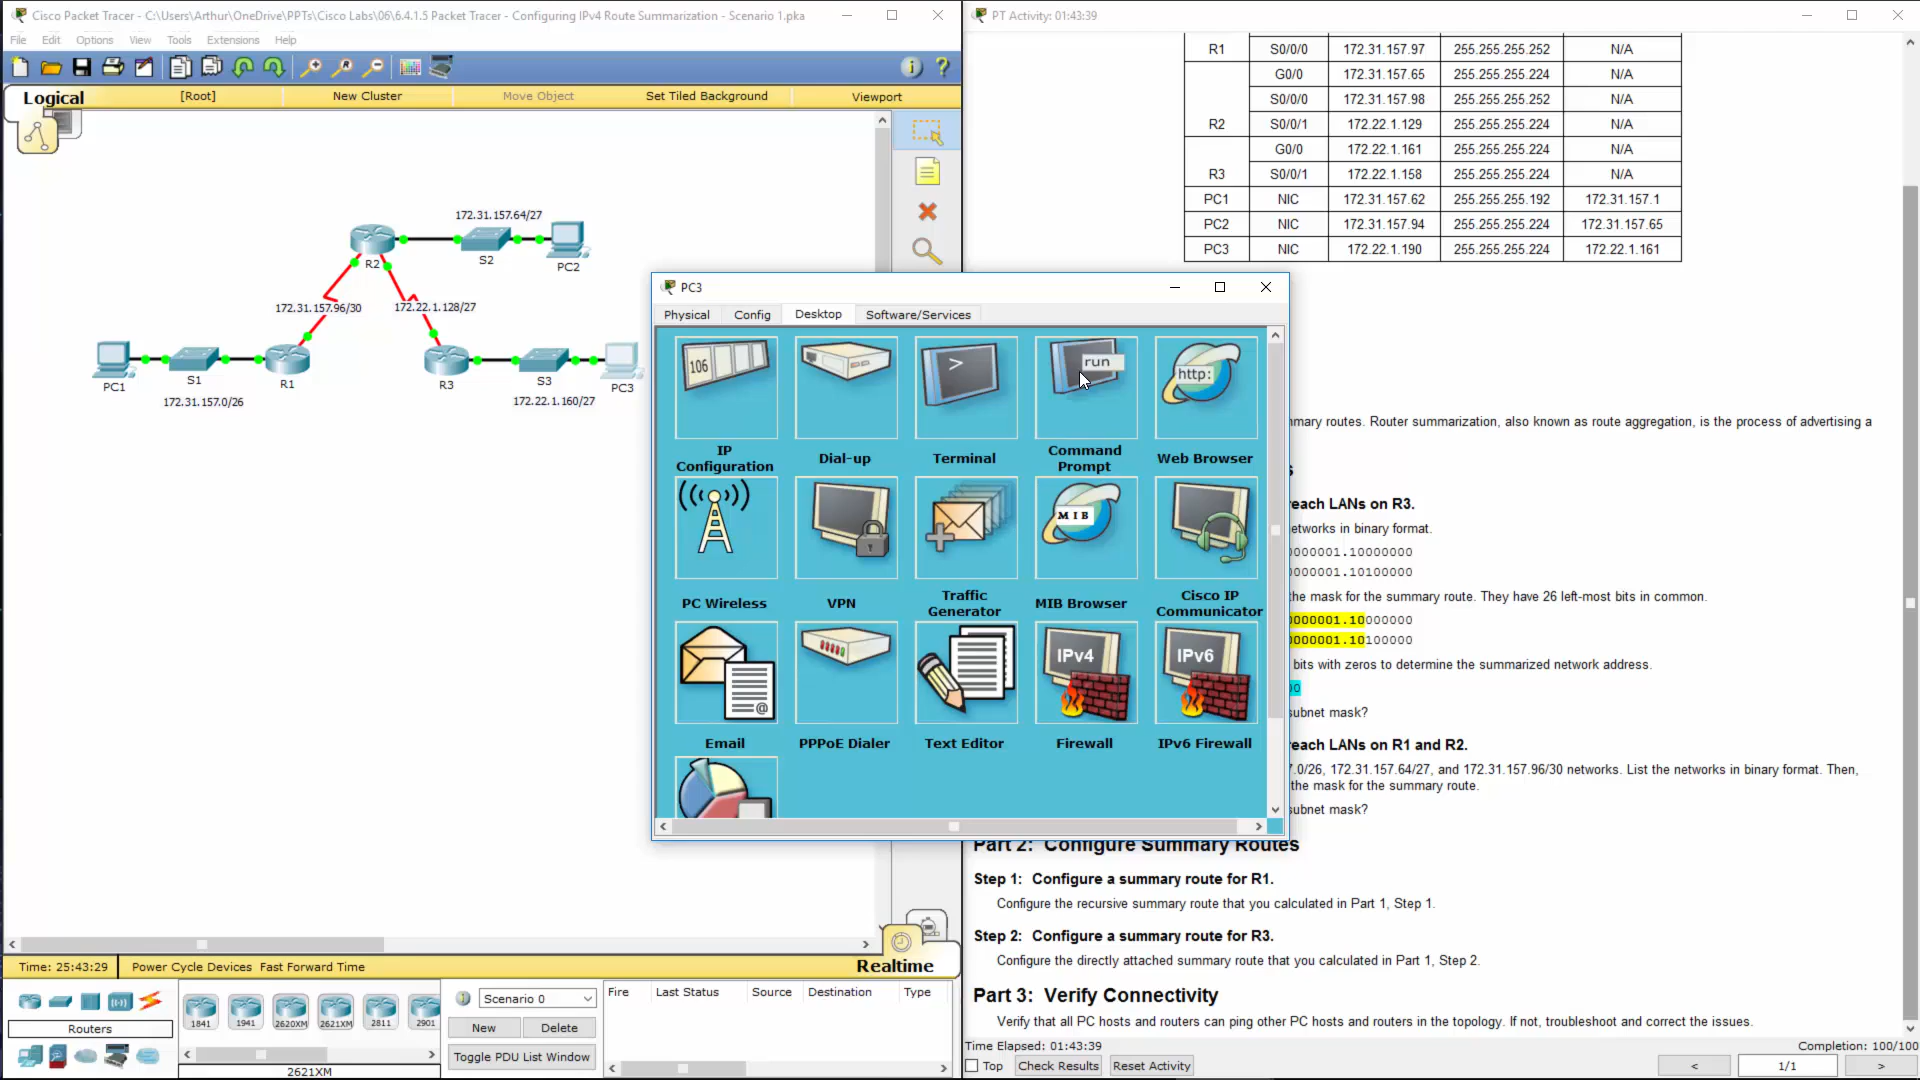 Cisco Packet Tracer - C:\Users\Arthur\OneDrive\PPTs\Cisco Labs\06\6.4.1.5 Packet Tracer - Configuring IPv4 Route Summarization - Scenario 1.pka
File Edit Options View Tools Extensions Help
Logical [Root] New Cluster Move Object Set Tiled Background Viewport
172.31.157.64/27
R2
S2
PC2
172.31.157.96/30
172.22.1.128/27
PC1
S1
R1
R3
S3
PC3
172.31.157.0/26
172.22.1.160/27
Realtime
Time: 25:43:29 Power Cycle Devices Fast Forward Time
Routers
1841 1941 2620XM 2621XM 2811 2901
2621XM
Scenario 0
New Delete
Toggle PDU List Window
Fire Last Status Source Destination Type
PC3
Physical Config Desktop Software/Services
106
>
run
http:
IP Configuration
Dial-up
Terminal
Command Prompt
Web Browser
MIB
PC Wireless
VPN
Traffic Generator
MIB Browser
Cisco IP Communicator
@
IPv4
IPv6
Email
PPPoE Dialer
Text Editor
Firewall
IPv6 Firewall
PT Activity: 01:43:39
R1 S0/0/0 172.31.157.97 255.255.255.252 N/A
G0/0 172.31.157.65 255.255.255.224 N/A
S0/0/0 172.31.157.98 255.255.255.252 N/A
R2 S0/0/1 172.22.1.129 255.255.255.224 N/A
G0/0 172.22.1.161 255.255.255.224 N/A
R3 S0/0/1 172.22.1.158 255.255.255.224 N/A
PC1 NIC 172.31.157.62 255.255.255.192 172.31.157.1
PC2 NIC 172.31.157.94 255.255.255.224 172.31.157.65
PC3 NIC 172.22.1.190 255.255.255.224 172.22.1.161
mary routes. Router summarization, also known as route aggregation, is the process of advertising a
s
reach LANs on R3.
etworks in binary format.
0000001.10000000
0000001.10100000
the mask for the summary route. They have 26 left-most bits in common.
0000001.10000000
0000001.10100000
bits with zeros to determine the summarized network address.
00
subnet mask?
reach LANs on R1 and R2.
7.0/26, 172.31.157.64/27, and 172.31.157.96/30 networks. List the networks in binary format. Then,
the mask for the summary route.
subnet mask?
Part 2: Configure Summary Routes
Step 1: Configure a summary route for R1.
Configure the recursive summary route that you calculated in Part 1, Step 1.
Step 2: Configure a summary route for R3.
Configure the directly attached summary route that you calculated in Part 1, Step 2.
Part 3: Verify Connectivity
Verify that all PC hosts and routers can ping other PC hosts and routers in the topology. If not, troubleshoot and correct the issues.
Time Elapsed: 01:43:39 Completion: 100/100
Top Check Results Reset Activity < 1/1 >